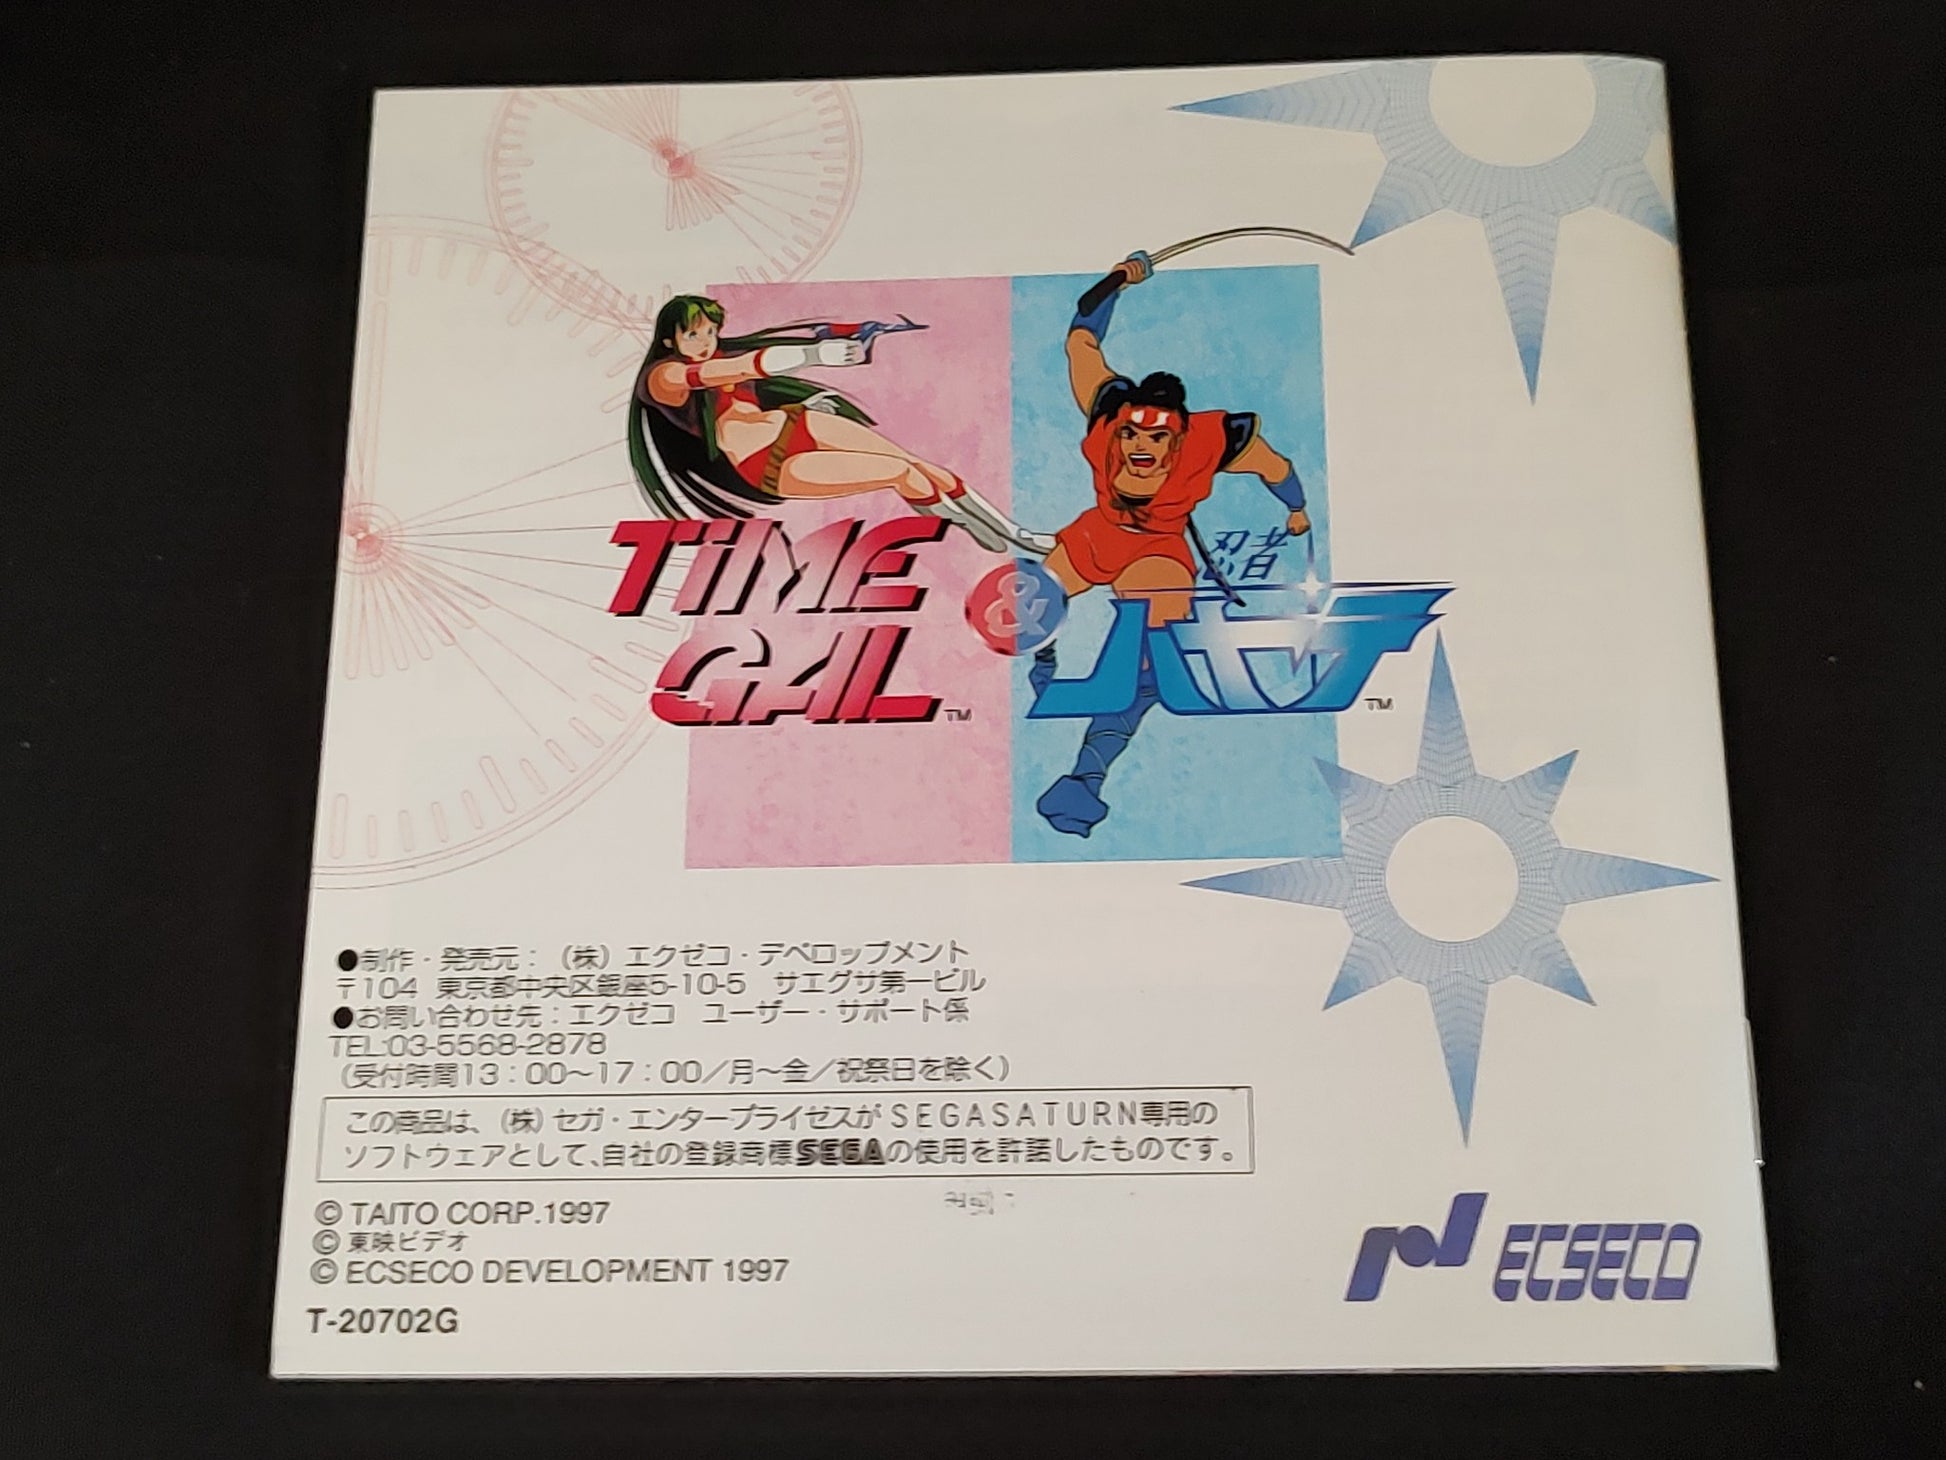 TIME
GAL
TM
&
忍者
ハヤテ
TM
●制作・発売元：（株）エクゼコ・デベロップメント
〒104 東京都中央区銀座5-10-5 サエグサ第一ビル
●お問い合わせ先：エクゼコ ユーザー・サポート係
TEL:03-5568-2878
（受付時間13：00～17：00／月～金／祝祭日を除く）
この商品は、（株）セガ・エンタープライゼスがSEGASATURN専用の
ソフトウェアとして、自社の登録商標SEGAの使用を許諾したものです。
© TAITO CORP.1997
© 東映ビデオ
© ECSECO DEVELOPMENT 1997
T-20702G
ECSECO